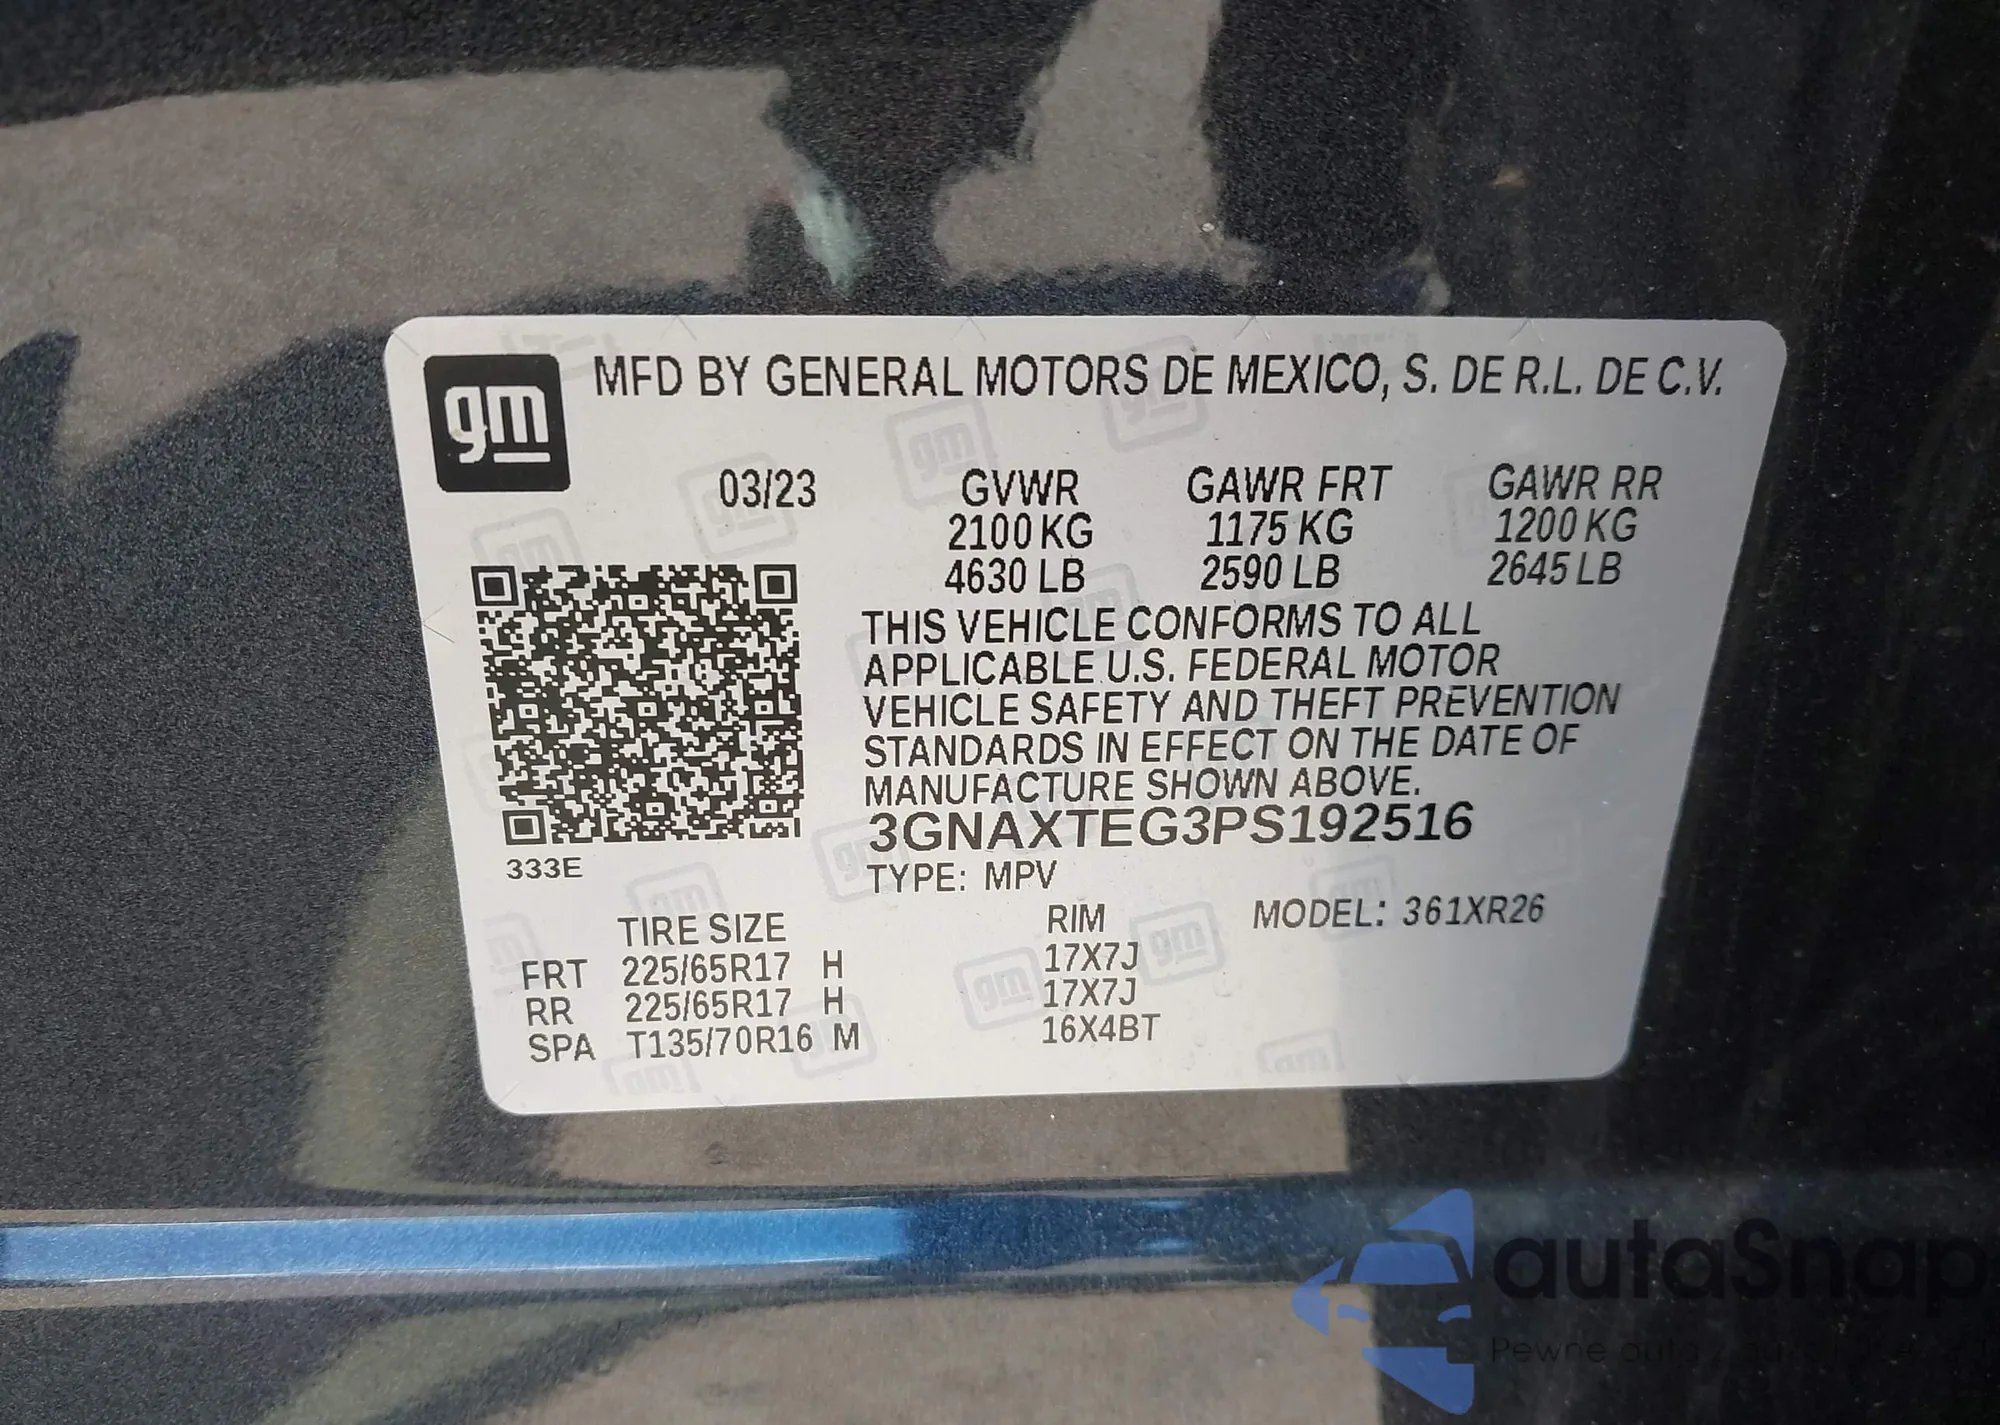 gm
MFD BY GENERAL MOTORS DE MEXICO, S. DE R.L. DE C.V.
03/23 GVWR GAWR FRT GAWR RR
2100 KG 1175 KG 1200 KG
4630 LB 2590 LB 2645 LB
THIS VEHICLE CONFORMS TO ALL
APPLICABLE U.S. FEDERAL MOTOR
VEHICLE SAFETY AND THEFT PREVENTION
STANDARDS IN EFFECT ON THE DATE OF
MANUFACTURE SHOWN ABOVE.
3GNAXTEG3PS192516
333E
TYPE: MPV
TIRE SIZE RIM MODEL: 361XR26
FRT 225/65R17 H 17X7J
RR 225/65R17 H 17X7J
SPA T135/70R16 M 16X4BT
autaSnap
Pewne auta